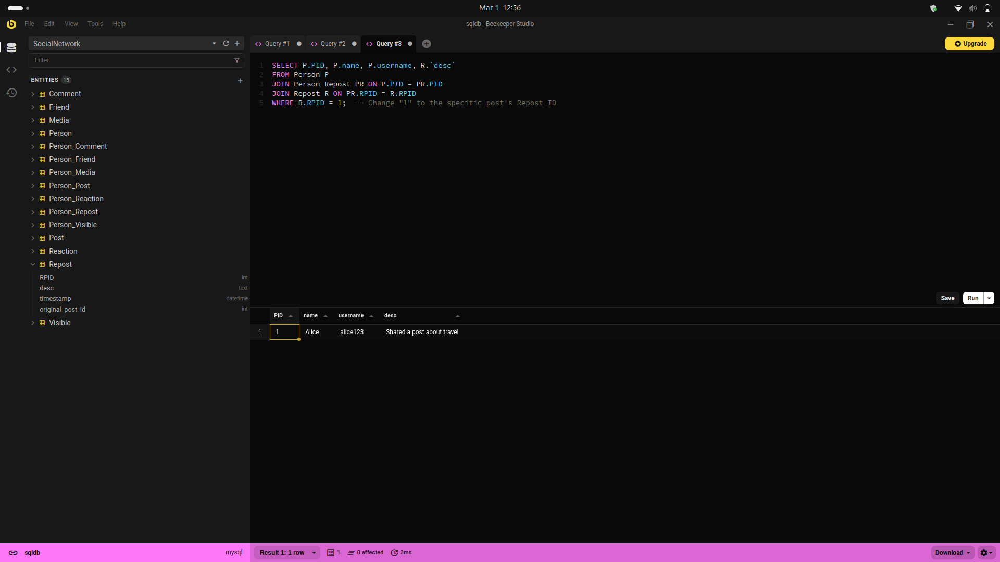 Mar 1 12:56
File Edit View Tools Help
sqldb - Beekeeper Studio
SocialNetwork
Filter
ENTITIES 15
Comment
Friend
Media
Person
Person_Comment
Person_Friend
Person_Media
Person_Post
Person_Reaction
Person_Repost
Person_Visible
Post
Reaction
Repost
RPID int
desc text
timestamp datetime
original_post_id int
Visible
Query #1 Query #2 Query #3
Upgrade
1 SELECT P.PID, P.name, P.username, R.`desc`
2 FROM Person P
3 JOIN Person_Repost PR ON P.PID = PR.PID
4 JOIN Repost R ON PR.RPID = R.RPID
5 WHERE R.RPID = 1;  -- Change "1" to the specific post's Repost ID
Save Run
PID name username desc
1 1 Alice alice123 Shared a post about travel
sqldb mysql
Result 1: 1 row 1 0 affected 3ms
Download